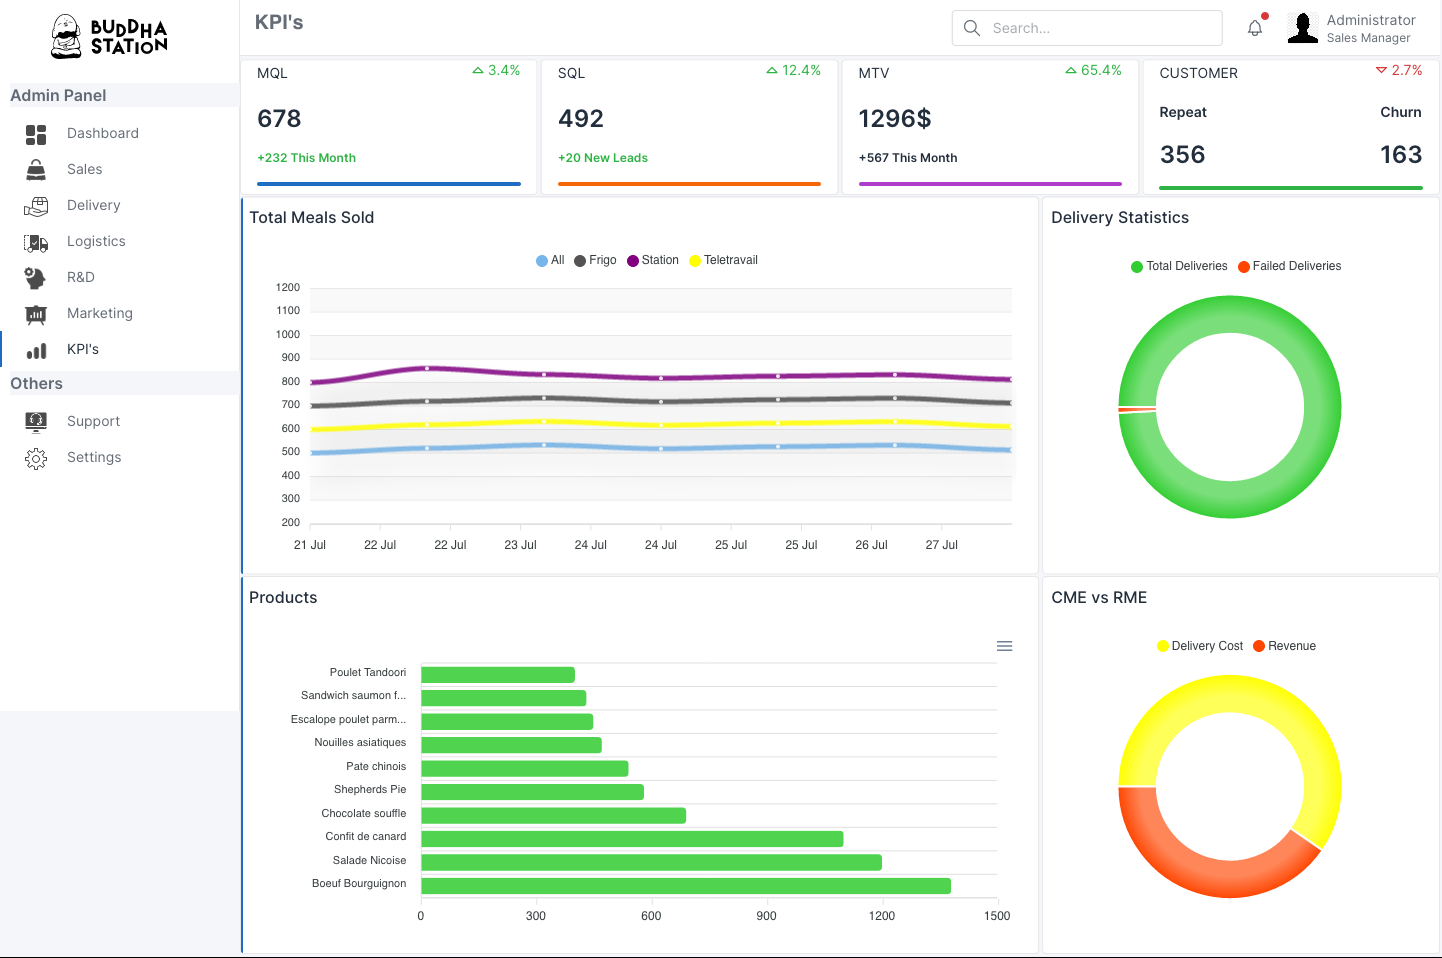 BUDDHA
STATION
KPI's
Search...
Administrator
Sales Manager
Admin Panel
Dashboard
Sales
Delivery
Logistics
R&D
Marketing
KPI's
Others
Support
Settings
MQL
3.4%
678
+232 This Month
SQL
12.4%
492
+20 New Leads
MTV
65.4%
1296$
+567 This Month
CUSTOMER
2.7%
Repeat Churn
356 163
Total Meals Sold
All Frigo Station Teletravail
1200
1100
1000
900
800
700
600
500
400
300
200
21 Jul 22 Jul 22 Jul 23 Jul 24 Jul 24 Jul 25 Jul 25 Jul 26 Jul 27 Jul
Delivery Statistics
Total Deliveries Failed Deliveries
Products
Poulet Tandoori
Sandwich saumon f...
Escalope poulet parm...
Nouilles asiatiques
Pate chinois
Shepherds Pie
Chocolate souffle
Confit de canard
Salade Nicoise
Boeuf Bourguignon
0 300 600 900 1200 1500
CME vs RME
Delivery Cost Revenue